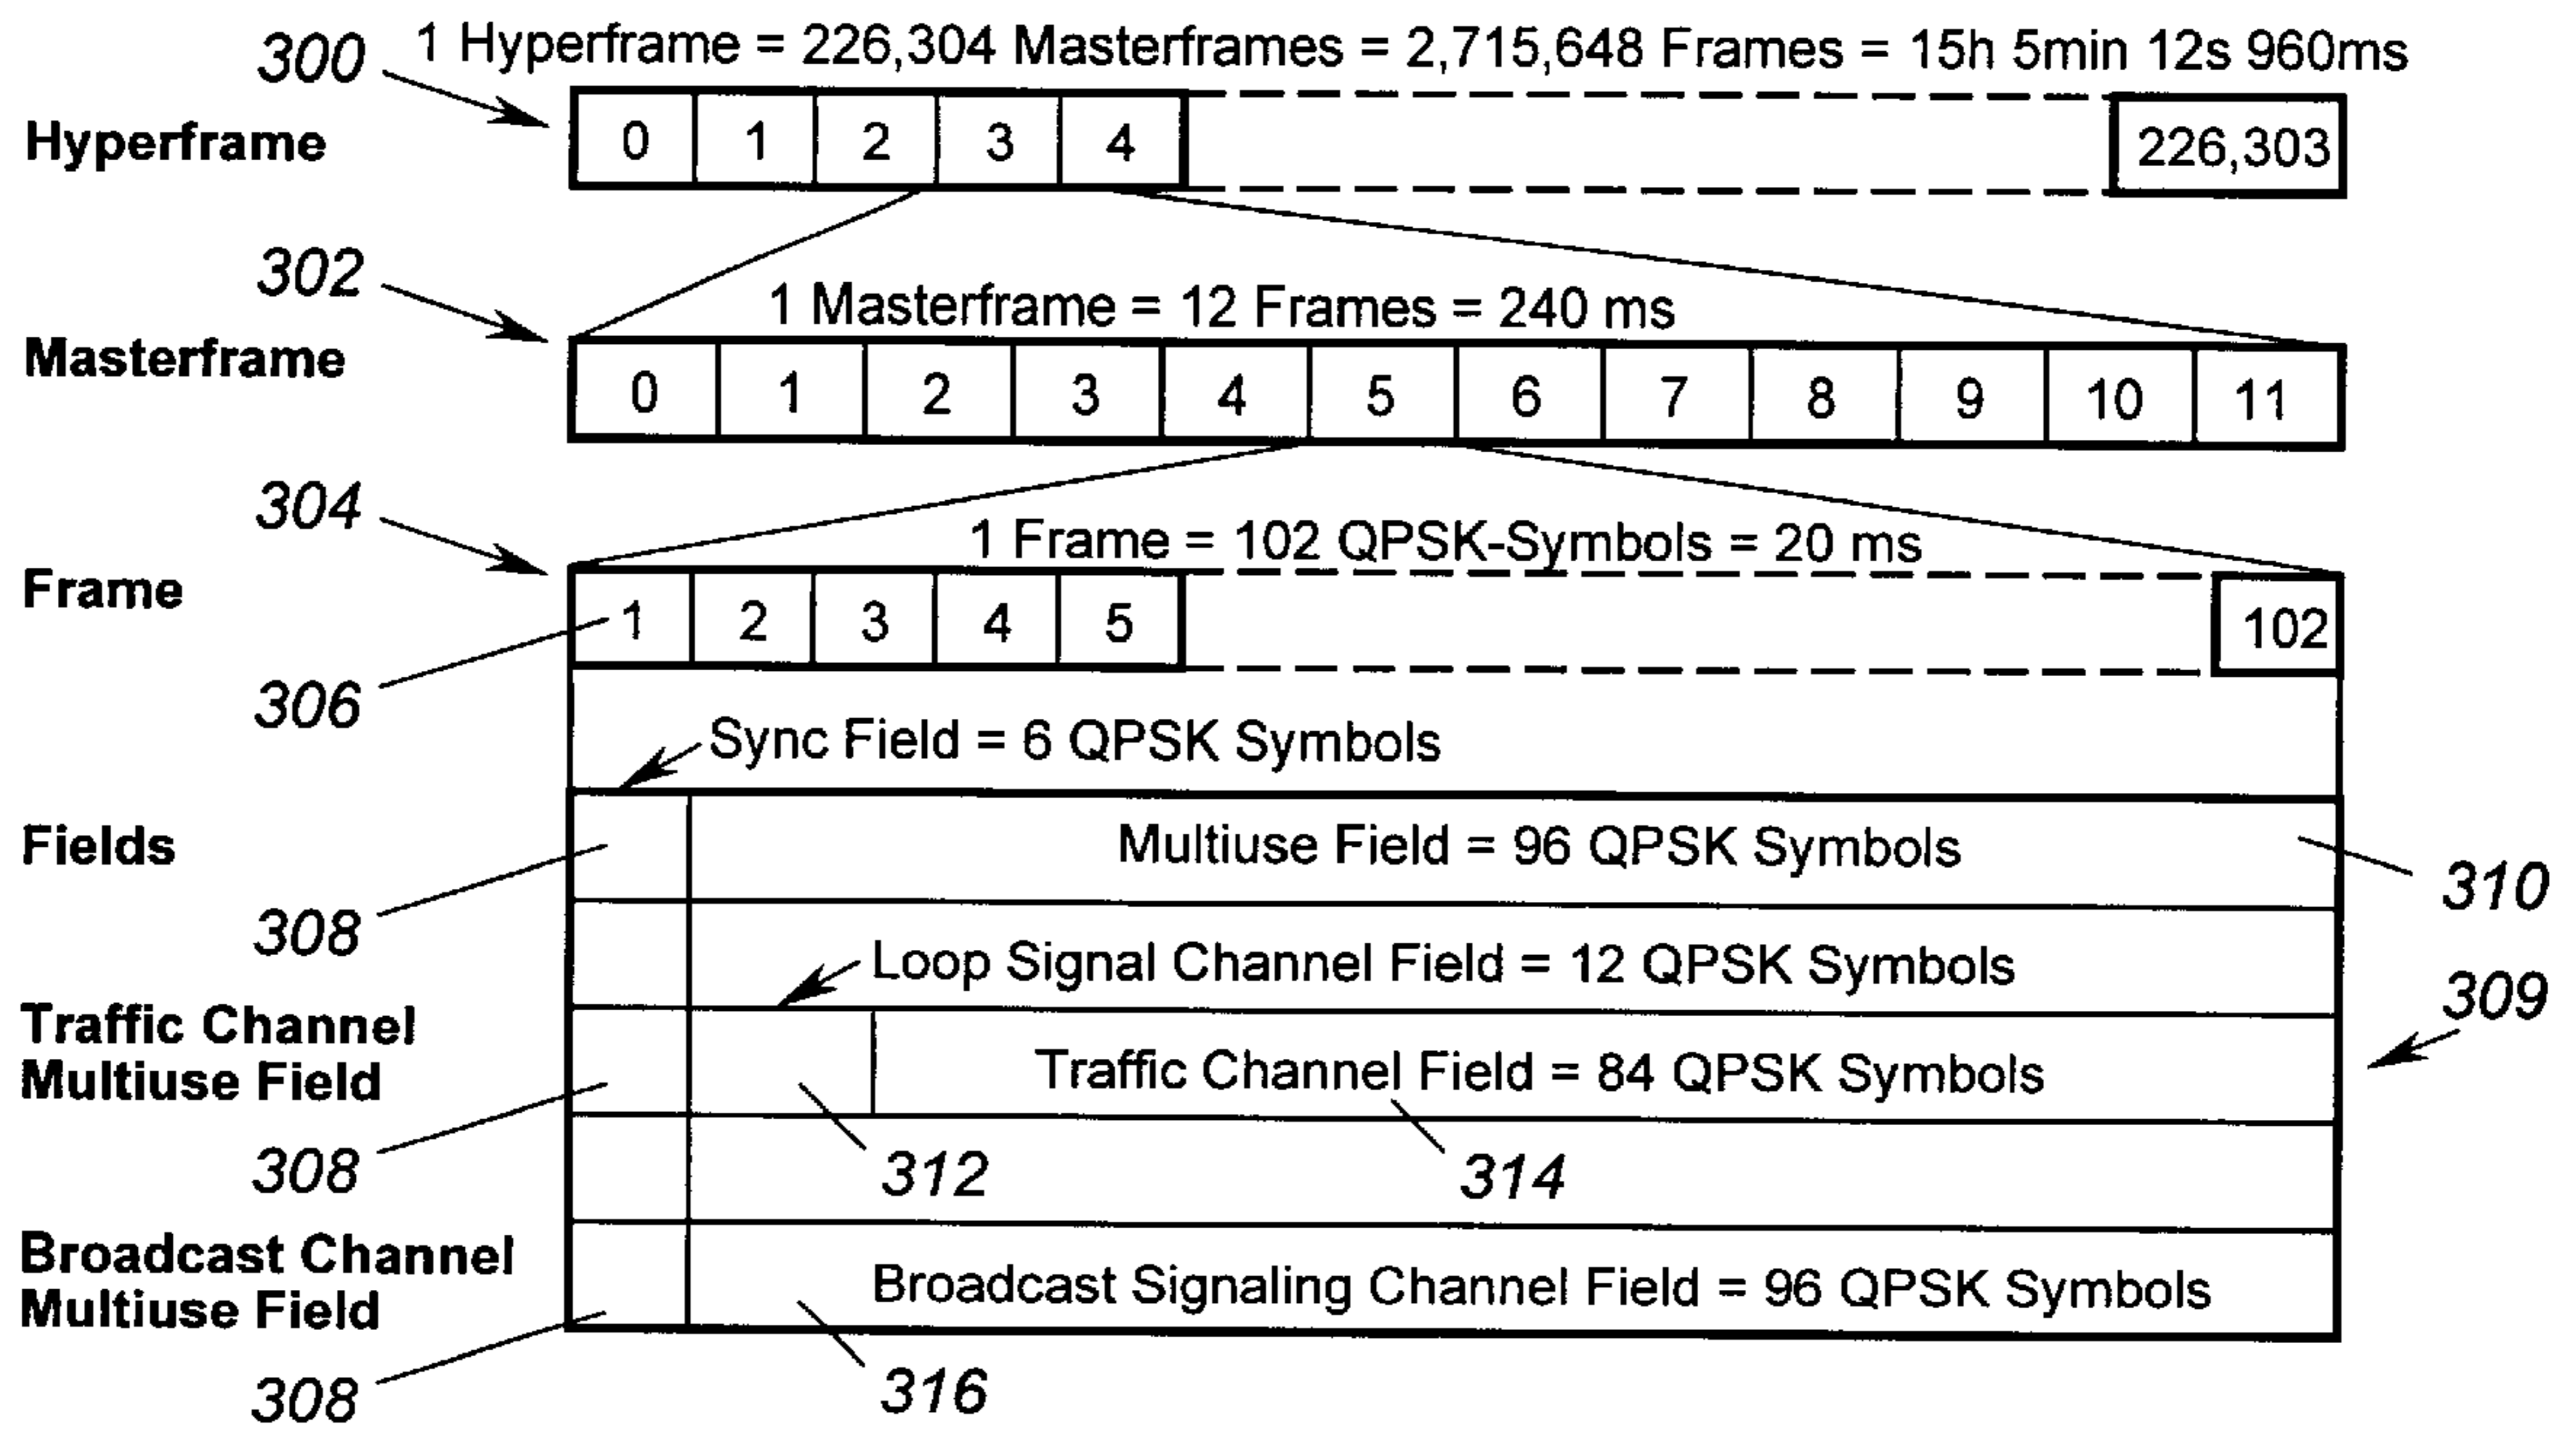 1 Hyperframe = 226,304 Masterframes = 2,715,648 Frames = 15h 5min 12s 960ms
300
Hyperframe
0 1 2 3 4 226,303
302
1 Masterframe = 12 Frames = 240 ms
Masterframe
0 1 2 3 4 5 6 7 8 9 10 11
304
1 Frame = 102 QPSK-Symbols = 20 ms
Frame
1 2 3 4 5 102
306
Sync Field = 6 QPSK Symbols
Fields
Multiuse Field = 96 QPSK Symbols
310
308
Loop Signal Channel Field = 12 QPSK Symbols
309
Traffic Channel
Multiuse Field
Traffic Channel Field = 84 QPSK Symbols
308
312
314
Broadcast Channel
Multiuse Field
Broadcast Signaling Channel Field = 96 QPSK Symbols
308
316